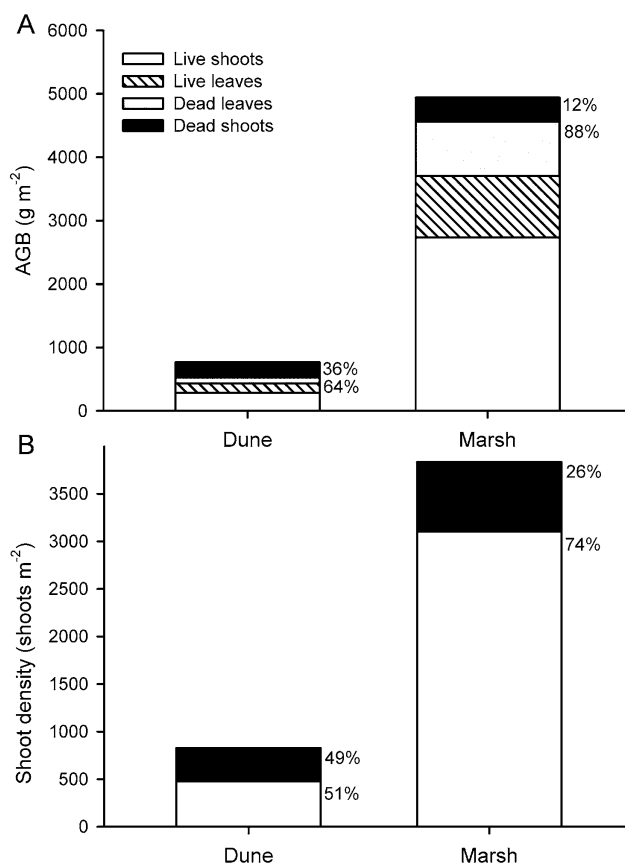 A
6000
5000
4000
3000
2000
1000
0
AGB (g m-2)
Live shoots
Live leaves
Dead leaves
Dead shoots
12%
88%
36%
64%
Dune Marsh
B
3500
3000
2500
2000
1500
1000
500
0
Shoot density (shoots m-2)
26%
74%
49%
51%
Dune Marsh